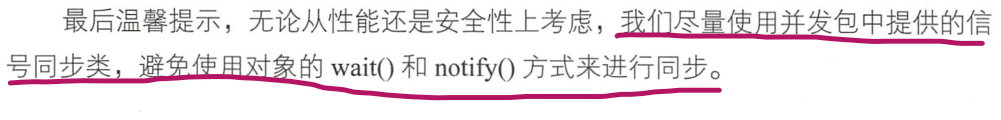 最后温馨提示，无论从性能还是安全性上考虑，我们尽量使用并发包中提供的信
号同步类，避免使用对象的 wait() 和 notify() 方式来进行同步。